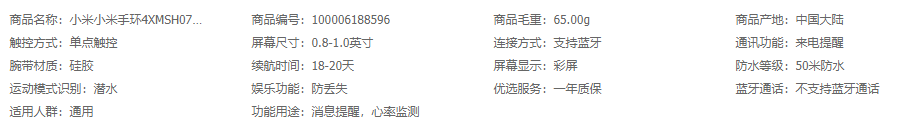 商品名称：小米小米手环4XMSH07... 商品编号：100006188596 商品毛重：65.00g 商品产地：中国大陆
触控方式：单点触控 屏幕尺寸：0.8-1.0英寸 连接方式：支持蓝牙 通讯功能：来电提醒
腕带材质：硅胶 续航时间：18-20天 屏幕显示：彩屏 防水等级：50米防水
运动模式识别：潜水 娱乐功能：防丢失 优选服务：一年质保 蓝牙通话：不支持蓝牙通话
适用人群：通用 功能用途：消息提醒，心率监测